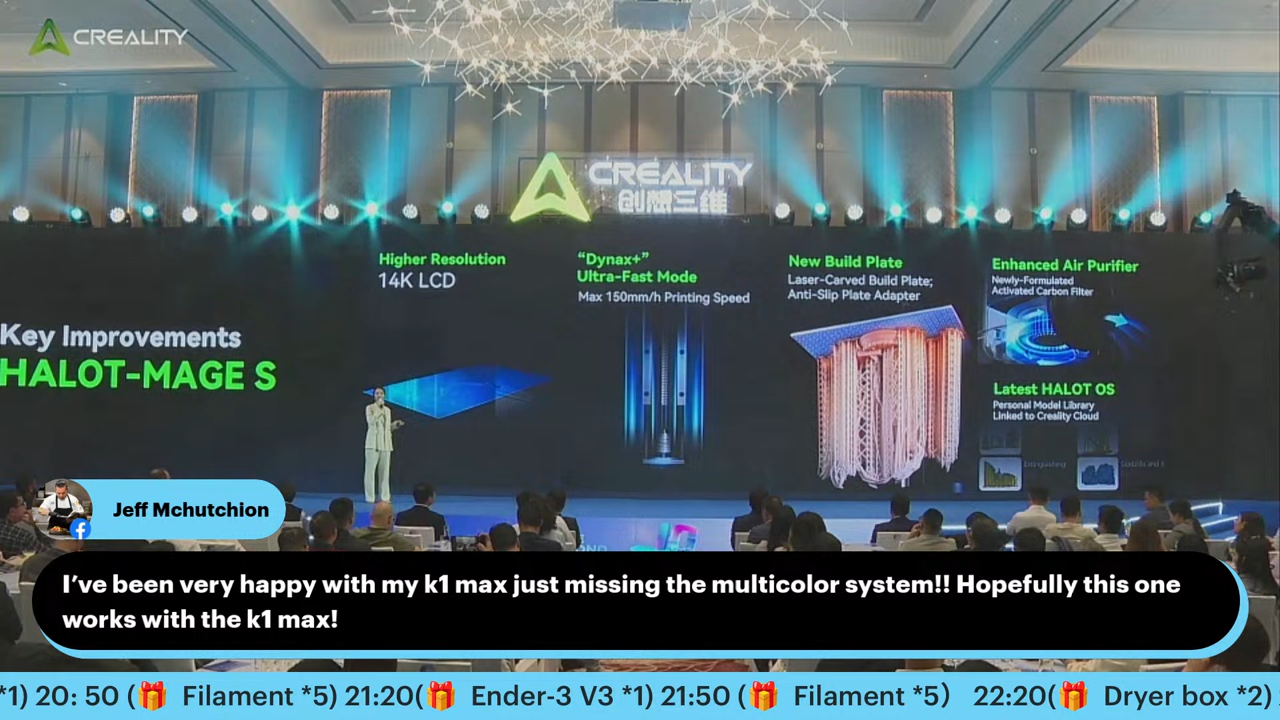 CREALITY
CREALITY
创想三维
Key Improvements
HALOT-MAGE S
Higher Resolution
14K LCD
“Dynax+”
Ultra-Fast Mode
Max 150mm/h Printing Speed
New Build Plate
Laser-Carved Build Plate;
Anti-Slip Plate Adapter
Enhanced Air Purifier
Newly-Formulated
Activated Carbon Filter
Latest HALOT OS
Personal Model Library
Linked to Creality Cloud
Jeff Mchutchion
I’ve been very happy with my k1 max just missing the multicolor system!! Hopefully this one
works with the k1 max!
*1) 20: 50 (🎁 Filament *5) 21:20(🎁 Ender-3 V3 *1) 21:50 (🎁 Filament *5) 22:20(🎁 Dryer box *2)